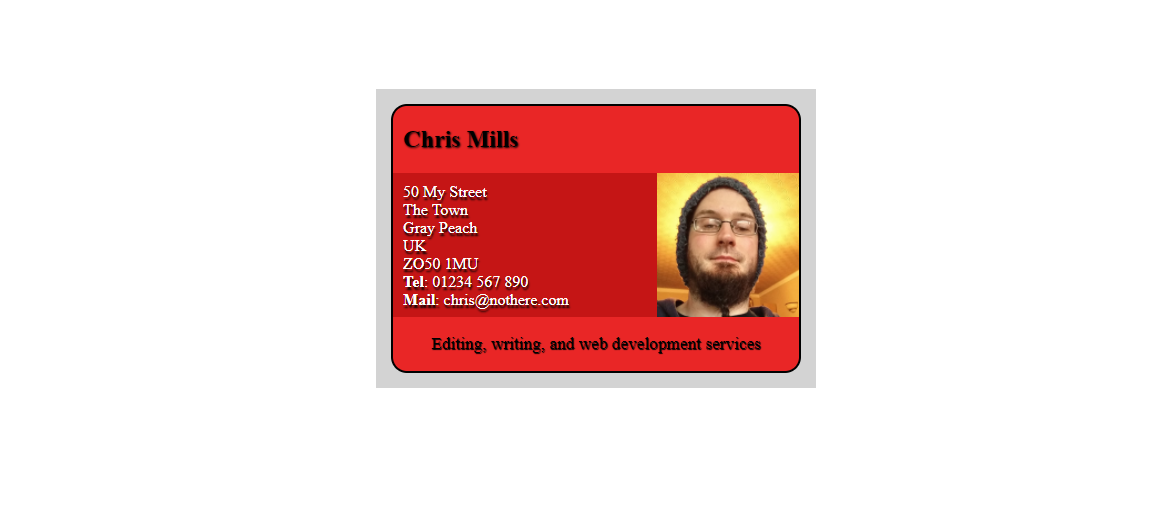 Chris Mills
50 My Street
The Town
Gray Peach
UK
ZO50 1MU
Tel: 01234 567 890
Mail: chris@nothere.com
Editing, writing, and web development services